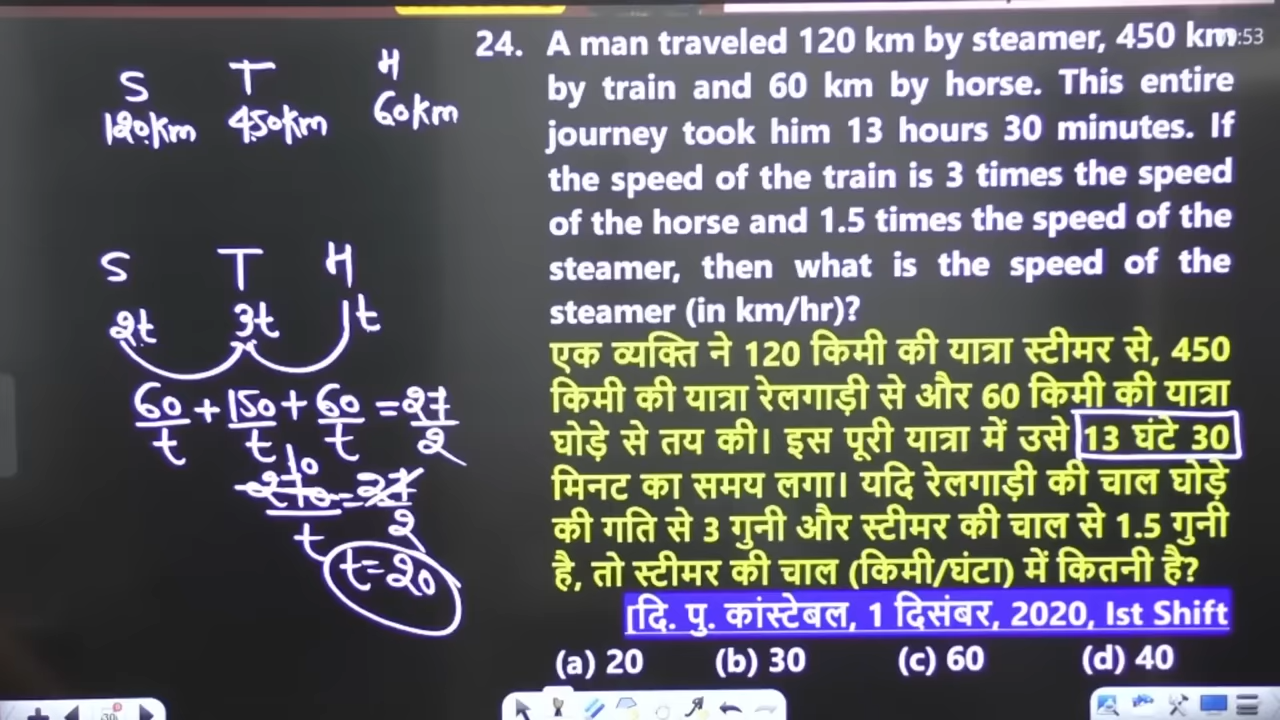 S T H
120km 450km 60km
S T H
2t 3t t
60/t + 150/t + 60/t = 27/2
10
270/t = 27/2
t=20
:53
24. A man traveled 120 km by steamer, 450 km
by train and 60 km by horse. This entire
journey took him 13 hours 30 minutes. If
the speed of the train is 3 times the speed
of the horse and 1.5 times the speed of the
steamer, then what is the speed of the
steamer (in km/hr)?
एक व्यक्ति ने 120 किमी की यात्रा स्टीमर से, 450
किमी की यात्रा रेलगाड़ी से और 60 किमी की यात्रा
घोड़े से तय की। इस पूरी यात्रा में उसे 13 घंटे 30
मिनट का समय लगा। यदि रेलगाड़ी की चाल घोड़े
की गति से 3 गुनी और स्टीमर की चाल से 1.5 गुनी
है, तो स्टीमर की चाल (किमी/घंटा) में कितनी है?
[दि. पु. कांस्टेबल, 1 दिसंबर, 2020, Ist Shift
(a) 20 (b) 30 (c) 60 (d) 40